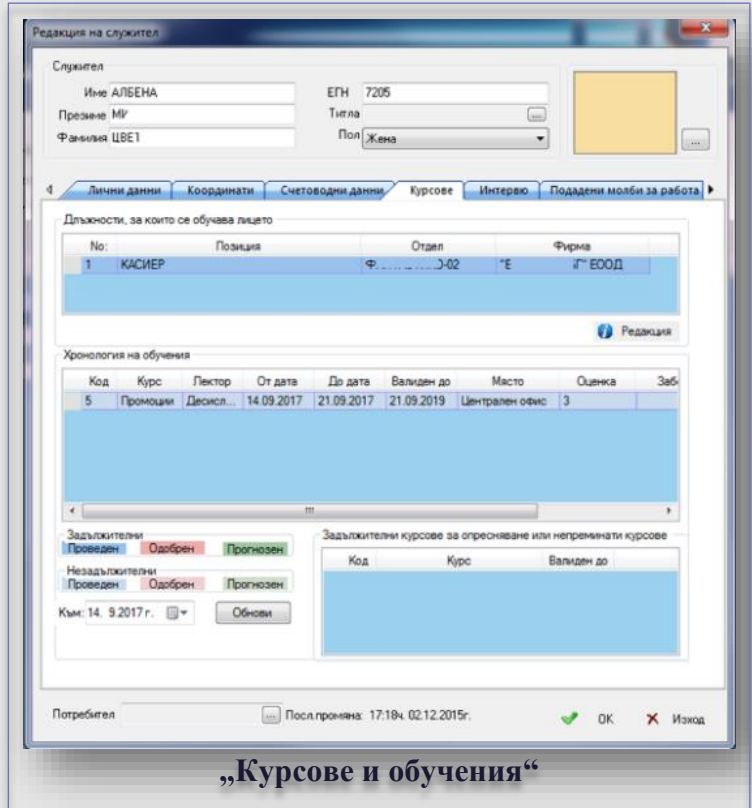 Редакция на служител
Служител
Име АЛБЕНА ЕГН 7205
Презиме Титла ...
Фамилия Пол Жена ...
Лични данни Координати Счетоводни данни Курсове Интервю Подадени молби за работа
Длъжности, за които се обучава лицето
No: Позиция Отдел Фирма
1 КАСИЕР ЕООД
Редакция
Хронология на обучения
Код Курс Лектор От дата До дата Валиден до Място Оценка Забе
5 Промоции Десисл... 14.09.2017 21.09.2017 21.09.2019 Централен офис 3
Задължителни
Проведен Одобрен Прогнозен
Незадължителни
Проведен Одобрен Прогнозен
Към: 14. 9.2017 г. Обнови
Задължителни курсове за опресняване или непреминати курсове
Код Курс Валиден до
Потребител ... Посл.промяна: 17:18ч. 02.12.2015г. OK Изход
„Курсове и обучения“